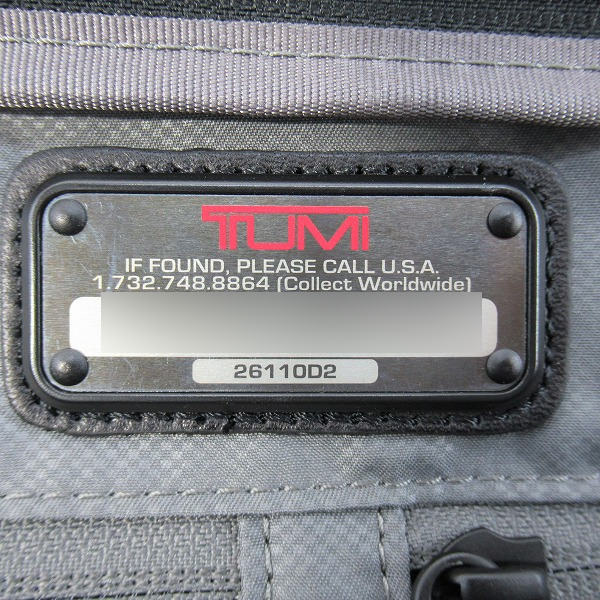 TUMI
IF FOUND, PLEASE CALL U.S.A.
1.732.748.8864 (Collect Worldwide)
26110D2